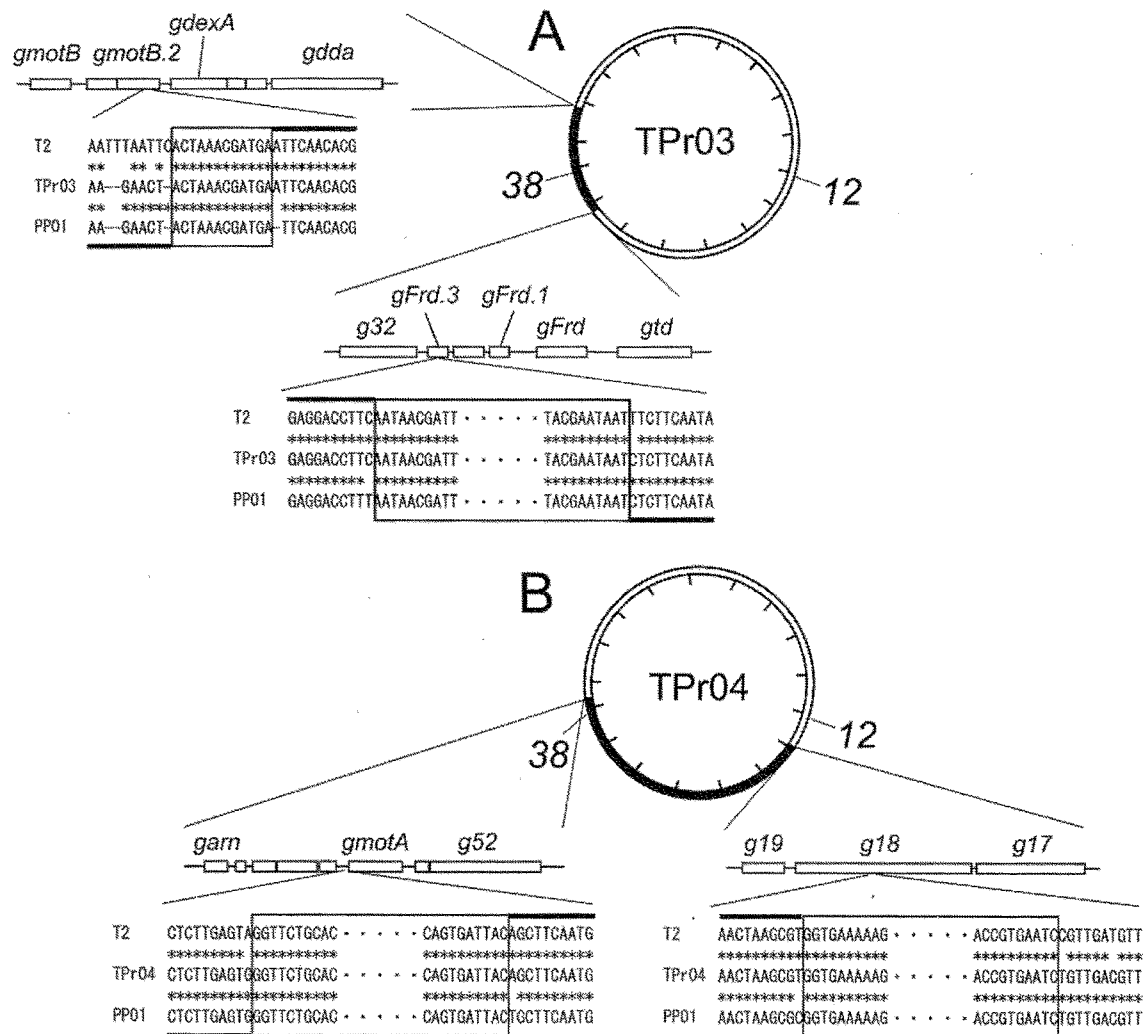 A
gmotB gmotB.2 gdexA gdda
TPr03
38
12
T2 AATTTAATTCACTAAACGATGAATTCAACACG
** ** * **********************
TPr03 AA--GAACT-ACTAAACGATGAATTCAACACG
** ************** *********
PP01 AA--GAACT-ACTAAACGATGA-TTCAACACG
g32 gFrd.3 gFrd.1 gFrd gtd
T2 GAGGACCTTCAATAACGATT · · · · · TACGAATAATTTCTTCAATA
******************** ********** *********
TPr03 GAGGACCTTCAATAACGATT · · · · · TACGAATAATCTCTTCAATA
********* ********** ********************
PP01 GAGGACCTTTAATAACGATT · · · · · TACGAATAATCTCTTCAATA
B
TPr04
38
12
garn gmotA g52
g19 g18 g17
T2 CTCTTGAGTAGGTTCTGCAC · · · · · CAGTGATTACAGCTTCAATG
********* ********** ********************
TPr04 CTCTTGAGTGGGTTCTGCAC · · · · · CAGTGATTACAGCTTCAATG
******************** ********** *********
PP01 CTCTTGAGTGGGTTCTGCAC · · · · · CAGTGATTACTGCTTCAATG
T2 AACTAAGCGTGGTGAAAAAG · · · · · ACCGTGAATCCGTTGATGTT
******************** ********** ***** ***
TPr04 AACTAAGCGTGGTGAAAAAG · · · · · ACCGTGAATCTGTTGACGTT
********* ********** ********************
PP01 AACTAAGCGCGGTGAAAAAG · · · · · ACCGTGAATCTGTTGACGTT